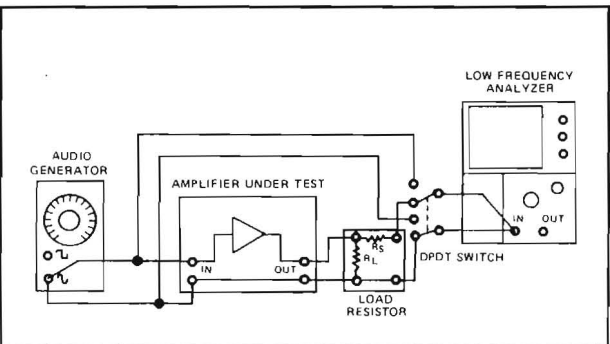 LOW FREQUENCY
ANALYZER
AUDIO
GENERATOR
AMPLIFIER UNDER TEST
IN
OUT
RS
RL
IN OUT
DPDT SWITCH
LOAD
RESISTOR